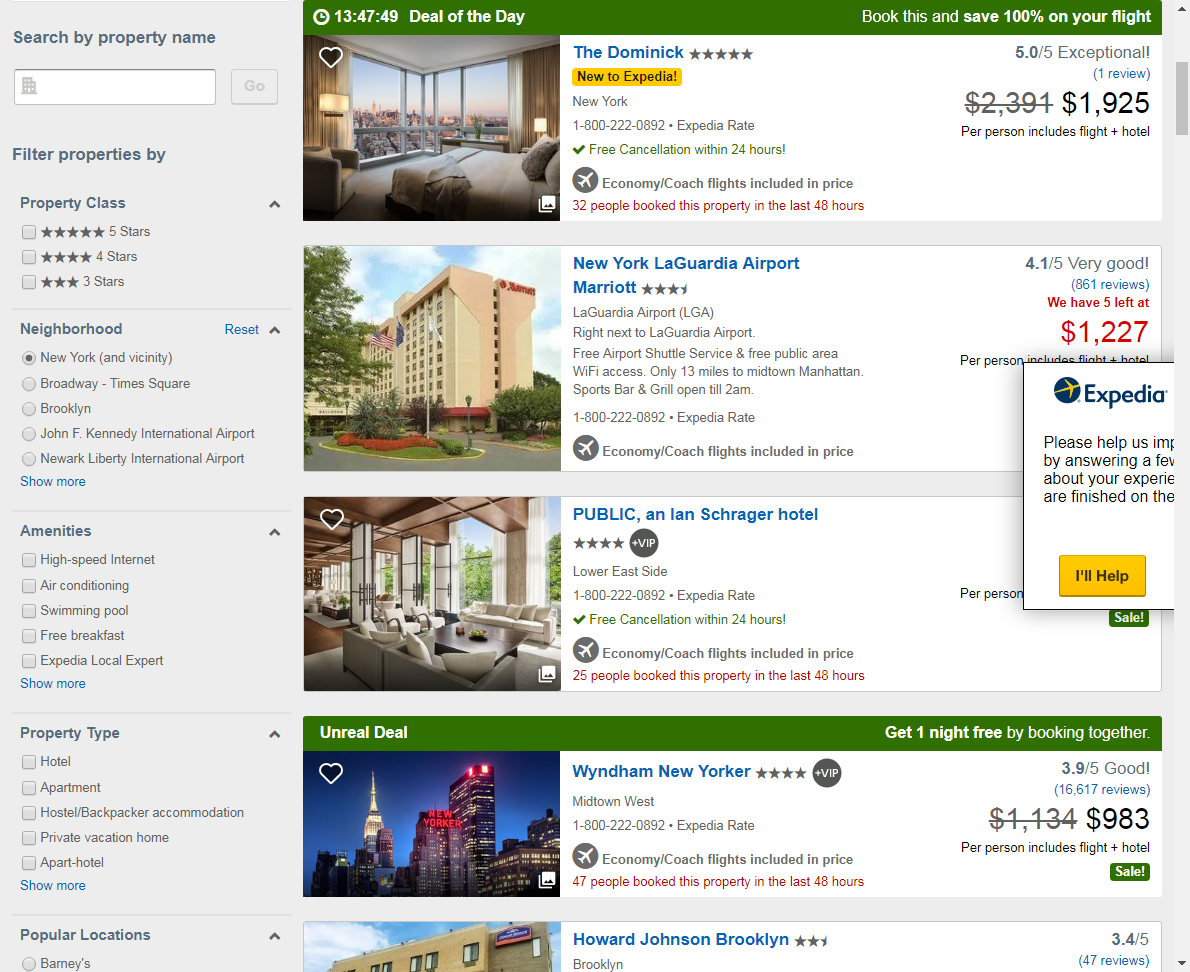 Search by property name
Go
Filter properties by
Property Class
5 Stars
4 Stars
3 Stars
Neighborhood Reset
New York (and vicinity)
Broadway - Times Square
Brooklyn
John F. Kennedy International Airport
Newark Liberty International Airport
Show more
Amenities
High-speed Internet
Air conditioning
Swimming pool
Free breakfast
Expedia Local Expert
Show more
Property Type
Hotel
Apartment
Hostel/Backpacker accommodation
Private vacation home
Apart-hotel
Show more
Popular Locations
Barney's
13:47:49 Deal of the Day Book this and save 100% on your flight
The Dominick
New to Expedia!
New York
1-800-222-0892 • Expedia Rate
Free Cancellation within 24 hours!
Economy/Coach flights included in price
32 people booked this property in the last 48 hours
5.0/5 Exceptional!
(1 review)
$2,391 $1,925
Per person includes flight + hotel
Marriott
New York LaGuardia Airport
Marriott
LaGuardia Airport (LGA)
Right next to LaGuardia Airport.
Free Airport Shuttle Service & free public area
WiFi access. Only 13 miles to midtown Manhattan.
Sports Bar & Grill open till 2am.
1-800-222-0892 • Expedia Rate
Economy/Coach flights included in price
4.1/5 Very good!
(861 reviews)
We have 5 left at
$1,227
Per person includes flight + hotel
Expedia
Please help us imp
by answering a few
about your experie
are finished on the
I'll Help
PUBLIC, an Ian Schrager hotel
+VIP
Lower East Side
1-800-222-0892 • Expedia Rate
Free Cancellation within 24 hours!
Economy/Coach flights included in price
25 people booked this property in the last 48 hours
Per person
Sale!
Unreal Deal Get 1 night free by booking together.
NEW
YORKER
Wyndham New Yorker +VIP
Midtown West
1-800-222-0892 • Expedia Rate
Economy/Coach flights included in price
47 people booked this property in the last 48 hours
3.9/5 Good!
(16,617 reviews)
$1,134 $983
Per person includes flight + hotel
Sale!
Howard Johnson Brooklyn
Brooklyn
3.4/5
(47 reviews)